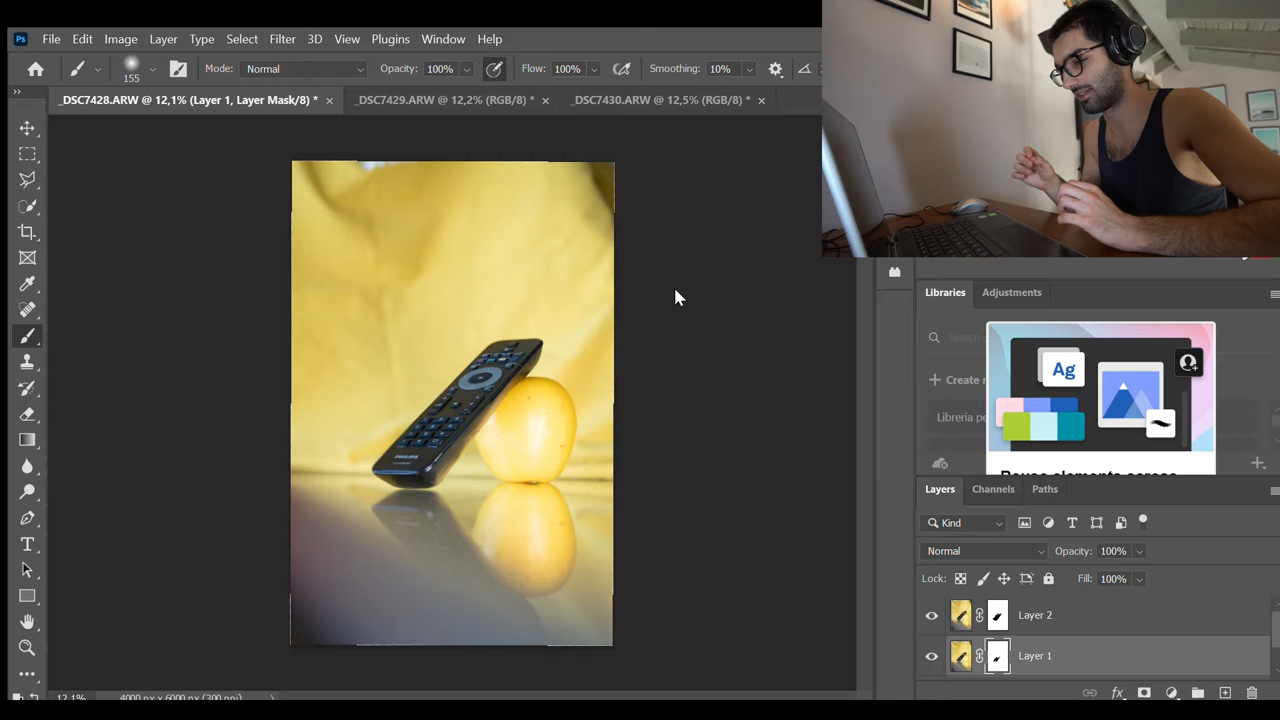 Ps File Edit Image Layer Type Select Filter 3D View Plugins Window Help
155 Mode: Normal Opacity: 100% Flow: 100% Smoothing: 10%
_DSC7428.ARW @ 12,1% (Layer 1, Layer Mask/8) * × _DSC7429.ARW @ 12,2% (RGB/8) * × _DSC7430.ARW @ 12,5% (RGB/8) * ×
Libraries Adjustments
Search
Ag
+ Create
Libreria pe
PHILIPS
Layers Channels Paths
Kind
Normal Opacity: 100%
Lock: Fill: 100%
Layer 2
Layer 1
12,1% 4000 px x 6000 px (300 ppi)
fx